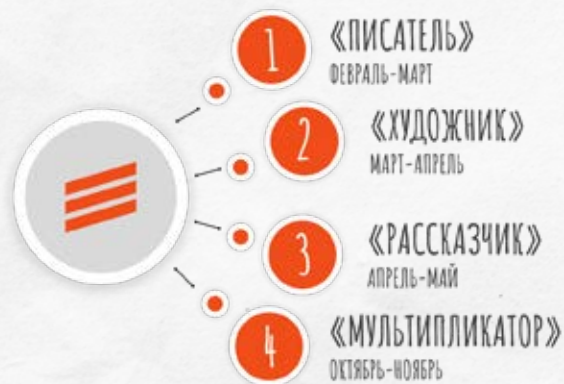 1
«ПИСАТЕЛЬ»
ФЕВРАЛЬ-МАРТ
2
«ХУДОЖНИК»
МАРТ-АПРЕЛЬ
3
«РАССКАЗЧИК»
АПРЕЛЬ-МАЙ
4
«МУЛЬТИПЛИКАТОР»
ОКТЯБРЬ-НОЯБРЬ